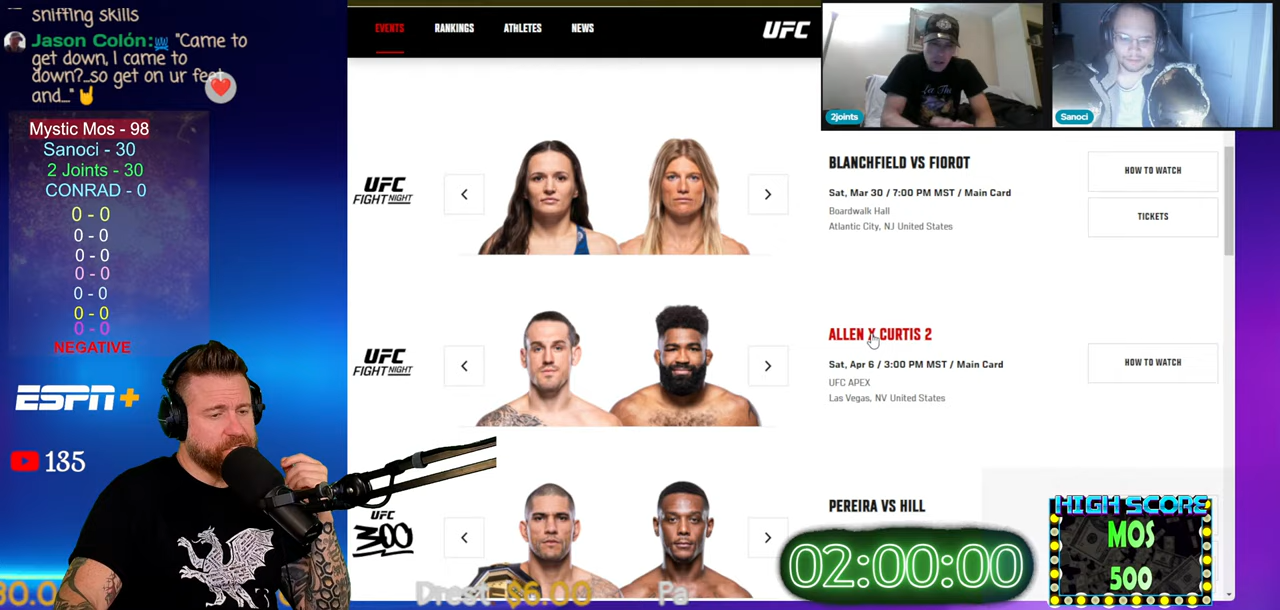 sniffing skills
Jason Colón: "Came to
get down, I came to
down?..so get on ur feet
and...."
Mystic Mos - 98
Sanoci - 30
2 Joints - 30
CONRAD - 0
0 - 0
0 - 0
0 - 0
0 - 0
0 - 0
0 - 0
0 - 0
NEGATIVE
ESPN+
135
EVENTS RANKINGS ATHLETES NEWS
UFC
2joints
Sanoci
UFC
FIGHT NIGHT
BLANCHFIELD VS FIOROT
Sat, Mar 30 / 7:00 PM MST / Main Card
Boardwalk Hall
Atlantic City, NJ United States
HOW TO WATCH
TICKETS
UFC
FIGHT NIGHT
ALLEN X CURTIS 2
Sat, Apr 6 / 3:00 PM MST / Main Card
UFC APEX
Las Vegas, NV United States
HOW TO WATCH
UFC
300
PEREIRA VS HILL
02:00:00
HIGH SCORE
MOS
500
30.0
Drest $6.00 Pa